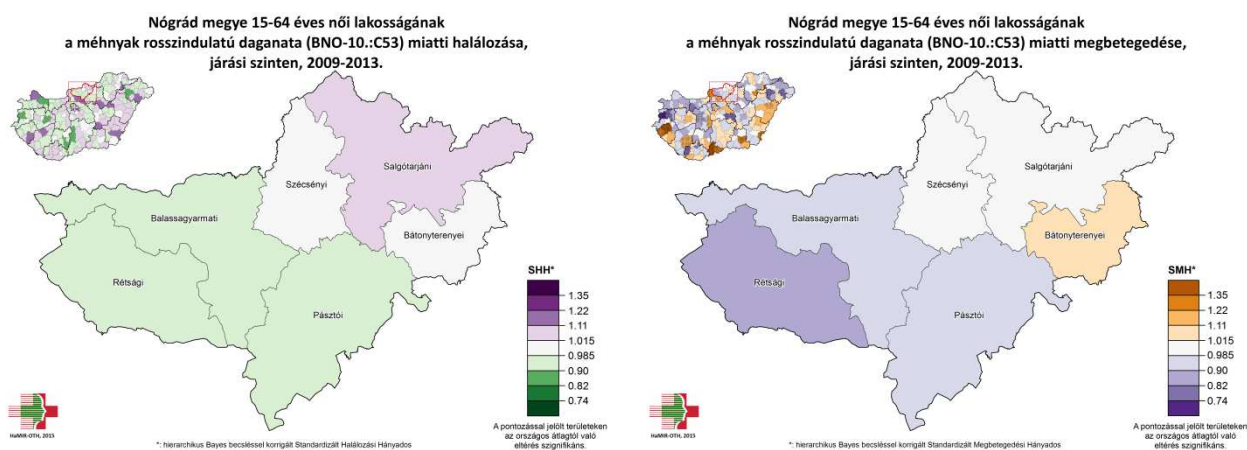 Nógrád megye 15-64 éves női lakosságának
a méhnyak rosszindulatú daganata (BNO-10.:C53) miatti halálozása,
járási szinten, 2009-2013.
Salgótarjáni
Szécsényi
Balassagyarmati
Bátonyterenyei
Rétsági
Pásztói
SHH*
1.35
1.22
1.11
1.015
0.985
0.90
0.82
0.74
HaMIR-OTH, 2015
A pontozással jelölt területeken
az országos átlagtól való
eltérés szignifikáns.
*: hierarchikus Bayes becsléssel korrigált Standardizált Halálozási Hányados
Nógrád megye 15-64 éves női lakosságának
a méhnyak rosszindulatú daganata (BNO-10.:C53) miatti megbetegedése,
járási szinten, 2009-2013.
Salgótarjáni
Szécsényi
Balassagyarmati
Bátonyterenyei
Rétsági
Pásztói
SMH*
1.35
1.22
1.11
1.015
0.985
0.90
0.82
0.74
HaMIR-OTH, 2015
A pontozással jelölt területeken
az országos átlagtól való
eltérés szignifikáns.
*: hierarchikus Bayes becsléssel korrigált Standardizált Megbetegedési Hányados